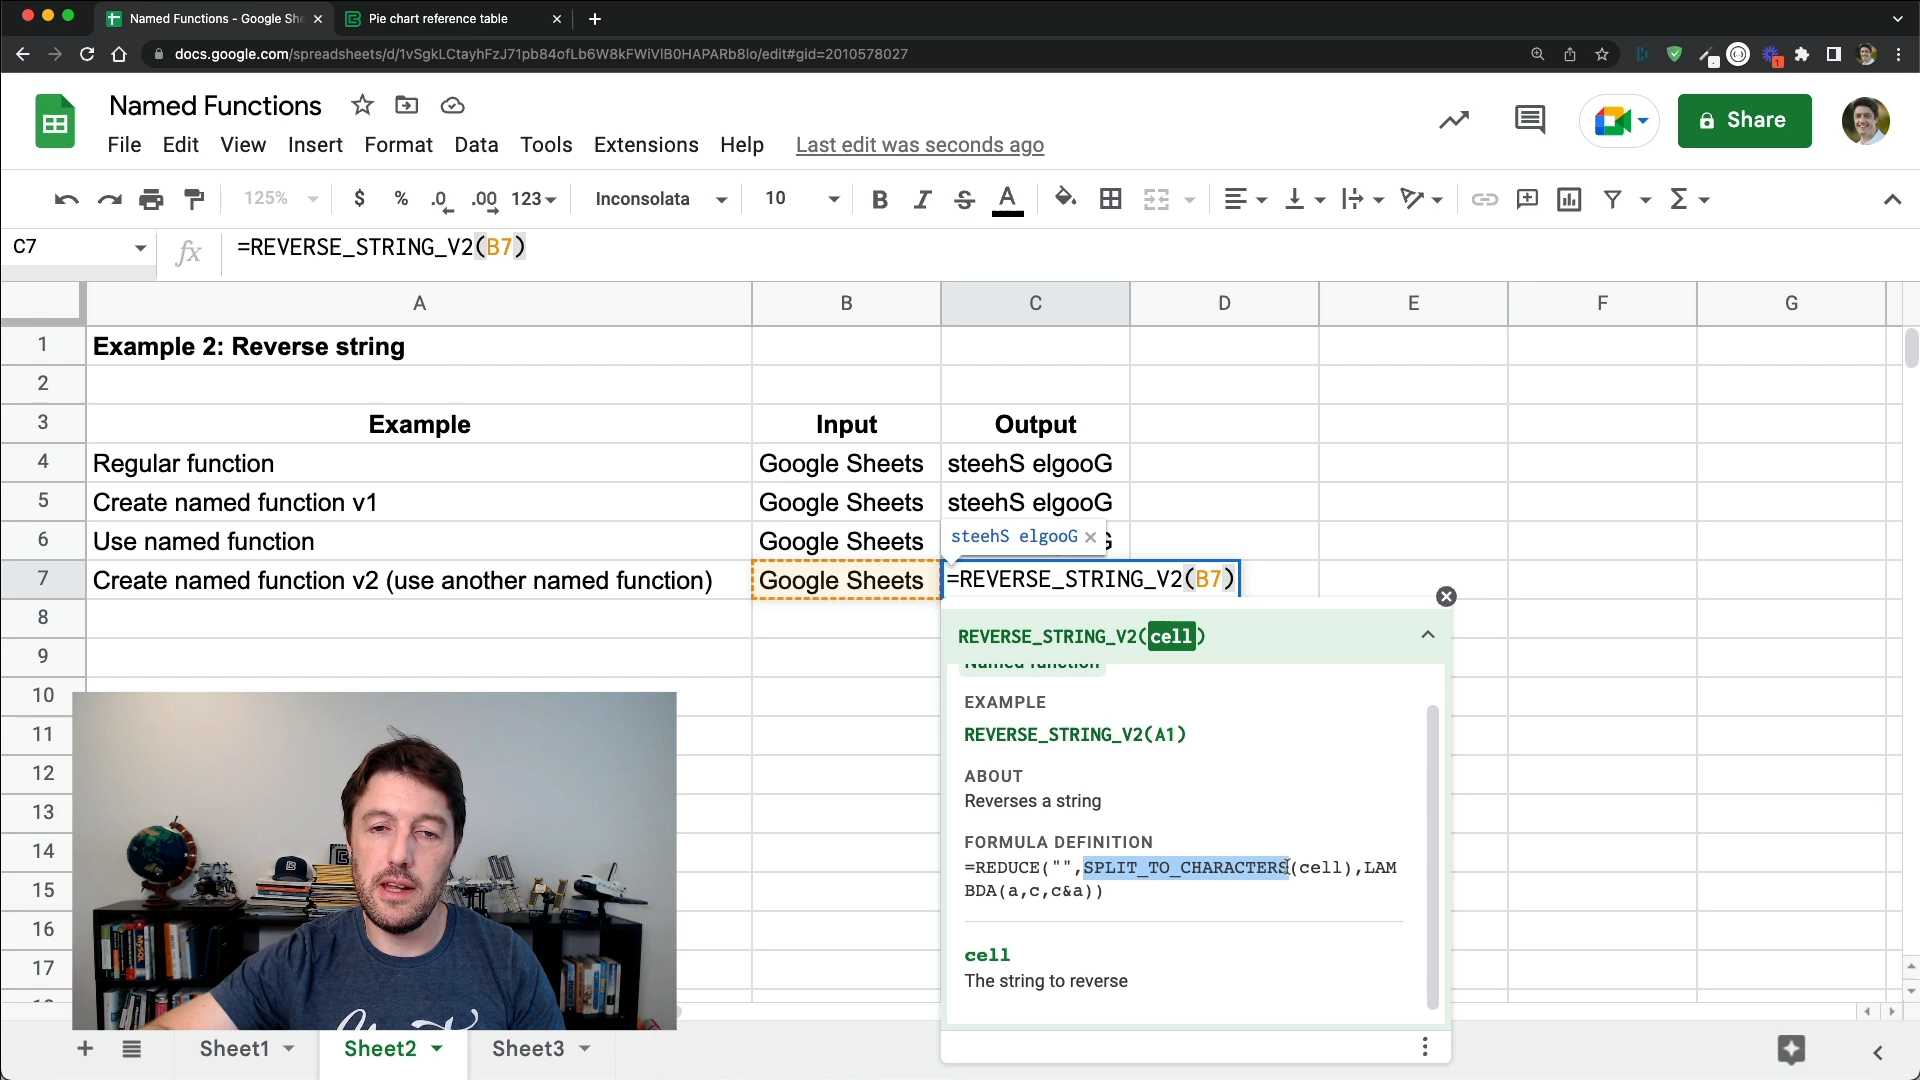 Named Functions - Google She
Pie chart reference table
docs.google.com/spreadsheets/d/1vSgkLCtayhFzJ71pb84ofLb6W8kFWiVlB0HAPARb8lo/edit#gid=2010578027
Named Functions
Share
File Edit View Insert Format Data Tools Extensions Help Last edit was seconds ago
125% $ % .0 .00 123 Inconsolata 10 B I S A Σ
C7 fx =REVERSE_STRING_V2(B7)
A B C D E F G
1 Example 2: Reverse string
2
3 Example Input Output
4 Regular function Google Sheets steehS elgooG
5 Create named function v1 Google Sheets steehS elgooG
steehS elgooG
6 Use named function Google Sheets
7 Create named function v2 (use another named function) Google Sheets =REVERSE_STRING_V2(B7)
8
REVERSE_STRING_V2(cell)
9
Named function
10
EXAMPLE
11
REVERSE_STRING_V2(A1)
12
ABOUT
Reverses a string
13
14
FORMULA DEFINITION
=REDUCE("",SPLIT_TO_CHARACTERS(cell),LAM
BDA(a,c,c&a))
15
16
cell
17
The string to reverse
Sheet1 Sheet2 Sheet3